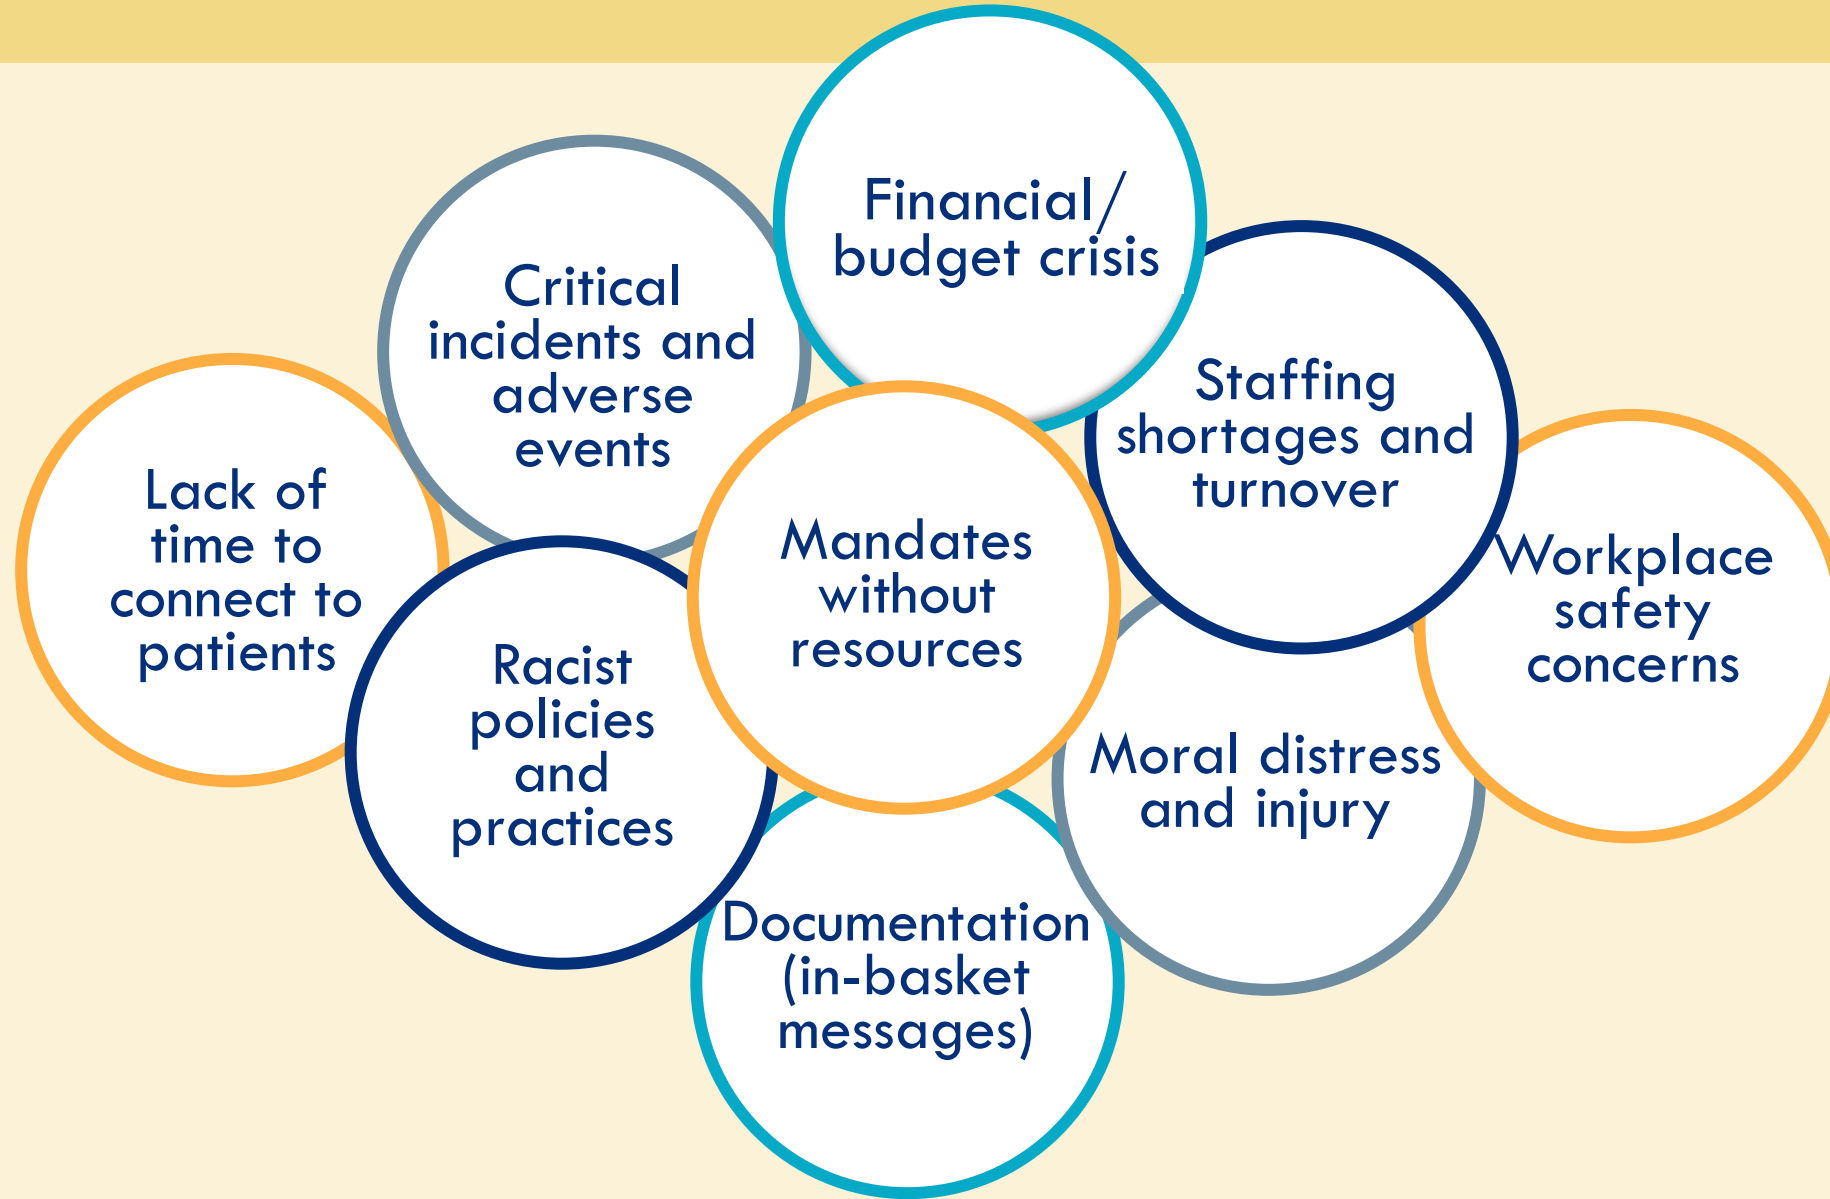 Financial/
budget crisis
Critical
incidents and
adverse
events
Staffing
shortages and
turnover
Lack of
time to
connect to
patients
Mandates
without
resources
Workplace
safety
concerns
Racist
policies
and
practices
Moral distress
and injury
Documentation
(in-basket
messages)